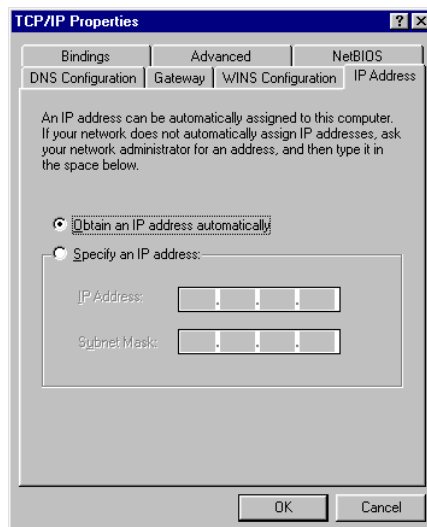 TCP/IP Properties
Bindings Advanced NetBIOS
DNS Configuration Gateway WINS Configuration IP Address
An IP address can be automatically assigned to this computer.
If your network does not automatically assign IP addresses, ask
your network administrator for an address, and then type it in
the space below.
Obtain an IP address automatically
Specify an IP address:
IP Address:
Subnet Mask:
OK Cancel